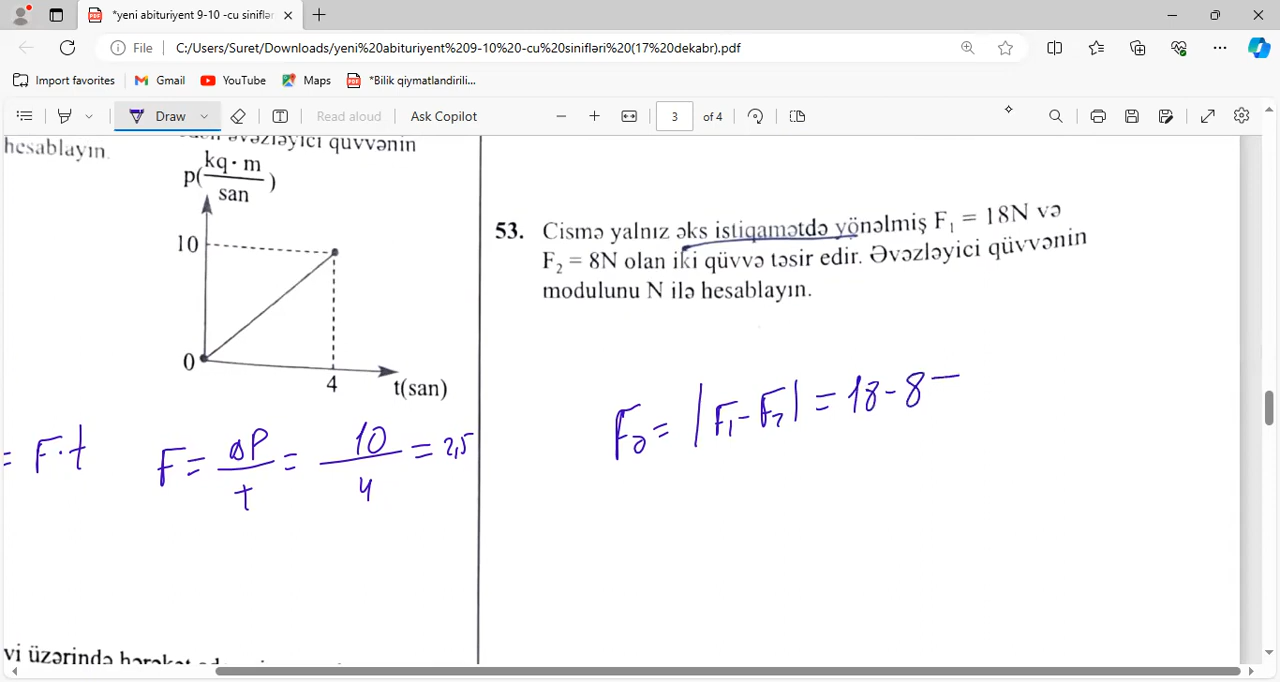 *yeni abituriyent 9-10 -cu siniflər
File C:/Users/Suret/Downloads/yeni%20abituriyent%209-10%20-cu%20sinifləri%20(17%20dekabr).pdf
Import favorites Gmail YouTube Maps *Bilik qiymatlandirili...
Draw Read aloud Ask Copilot 3 of 4
əvəzləyici qüvvənin
hesablayın.
p(kq · m/san)
10
0
4
t(san)
= F·t F = ΔP/t = 10/4 = 2,5
53. Cismə yalnız əks istiqamətdə yönəlmiş F₁ = 18N və
F₂ = 8N olan iki qüvvə təsir edir. Əvəzləyici qüvvənin
modulunu N ilə hesablayın.
= |F₁ - F₂| = 18 - 8
vi üzərində hərəkət